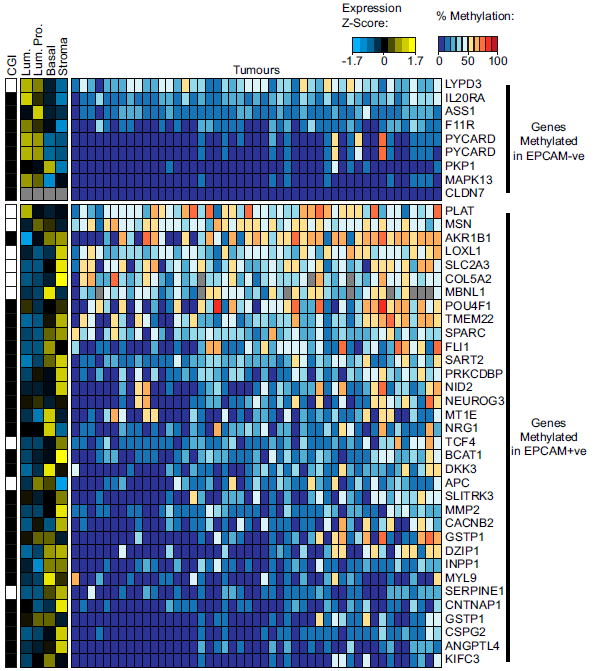 Expression
Z-Score:
-1.7 1.7
% Methylation:
0 50 100
CGI
Lum.
Lum. Pro.
Basal
Stroma
Tumours
LYPD3
IL20RA
ASS1
F11R
PYCARD
PYCARD
PKP1
MAPK13
CLDN7
Genes
Methylated
in EPCAM-ve
PLAT
MSN
AKR1B1
LOXL1
SLC2A3
COL5A2
MBNL1
POU4F1
TMEM22
SPARC
FLI1
SART2
PRKCDBP
NID2
NEUROG3
MT1E
NRG1
TCF4
BCAT1
DKK3
APC
SLITRK3
MMP2
CACNB2
GSTP1
DZIP1
INPP1
MYL9
SERPINE1
CNTNAP1
GSTP1
CSPG2
ANGPTL4
KIFC3
Genes
Methylated
in EPCAM+ve